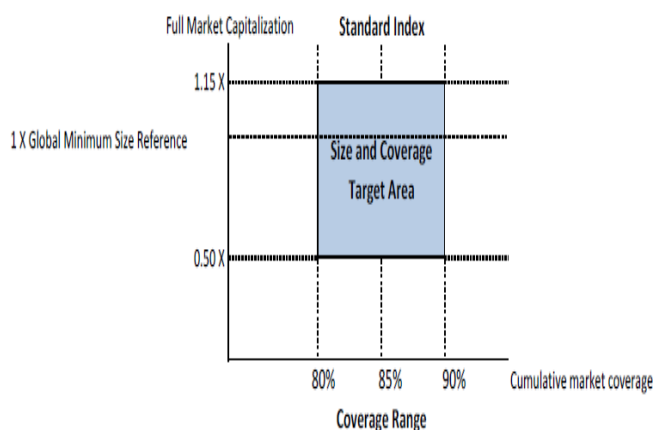 Full Market Capitalization
Standard Index
1.15 X
1 X Global Minimum Size Reference
Size and Coverage
Target Area
0.50 X
80%
85%
90%
Cumulative market coverage
Coverage Range